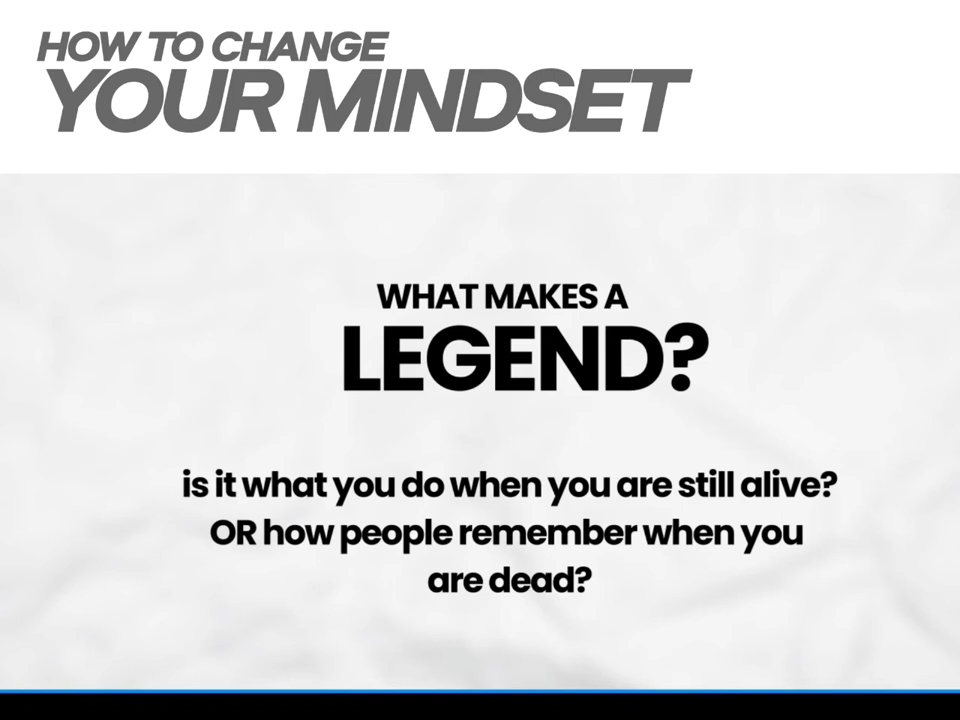 HOW TO CHANGE
YOUR MINDSET
WHAT MAKES A
LEGEND?
is it what you do when you are still alive?
OR how people remember when you
are dead?